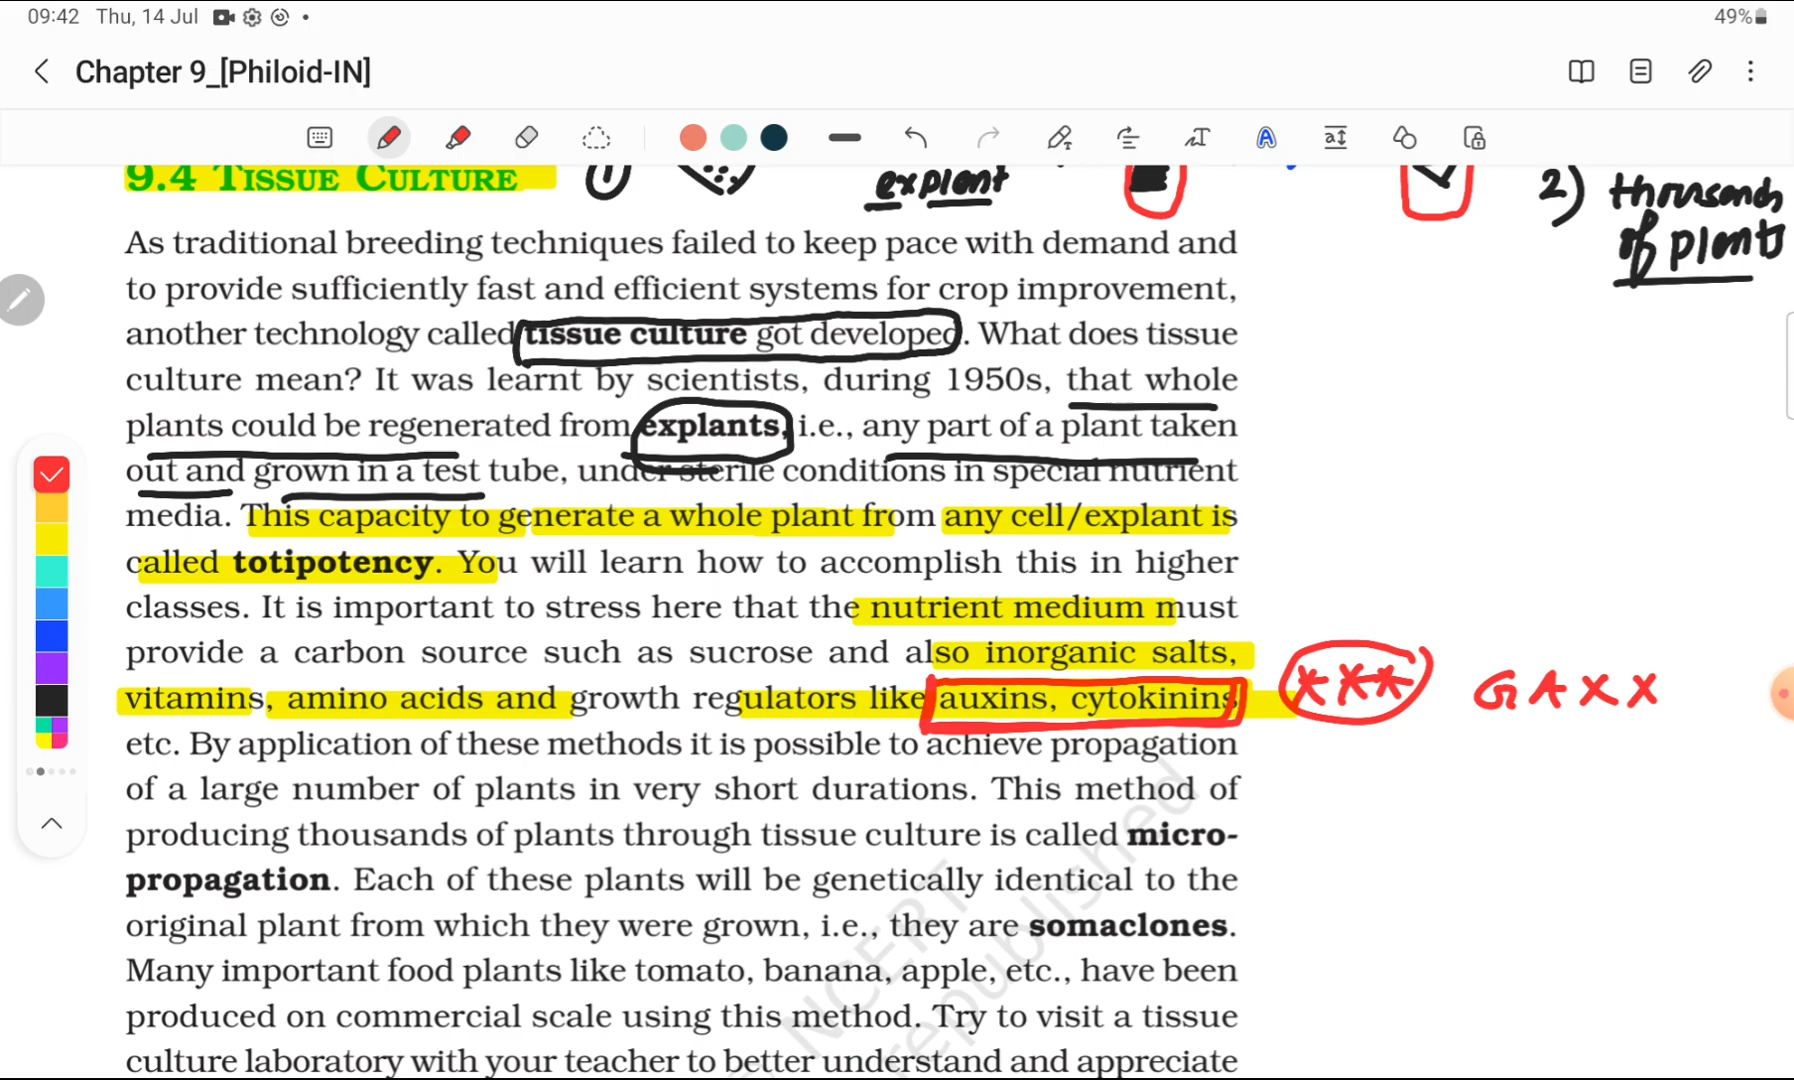 09:42 Thu, 14 Jul
49%
Chapter 9_[Philoid-IN]
9.4 TISSUE CULTURE
1
explant
2) thousands
of plants
As traditional breeding techniques failed to keep pace with demand and
to provide sufficiently fast and efficient systems for crop improvement,
another technology called tissue culture got developed. What does tissue
culture mean? It was learnt by scientists, during 1950s, that whole
plants could be regenerated from explants, i.e., any part of a plant taken
out and grown in a test tube, under sterile conditions in special nutrient
media. This capacity to generate a whole plant from any cell/explant is
called totipotency. You will learn how to accomplish this in higher
classes. It is important to stress here that the nutrient medium must
provide a carbon source such as sucrose and also inorganic salts,
vitamins, amino acids and growth regulators like auxins, cytokinins
*** GAXX
etc. By application of these methods it is possible to achieve propagation
of a large number of plants in very short durations. This method of
producing thousands of plants through tissue culture is called micro-
propagation. Each of these plants will be genetically identical to the
original plant from which they were grown, i.e., they are somaclones.
Many important food plants like tomato, banana, apple, etc., have been
produced on commercial scale using this method. Try to visit a tissue
culture laboratory with your teacher to better understand and appreciate
NCERT
republished